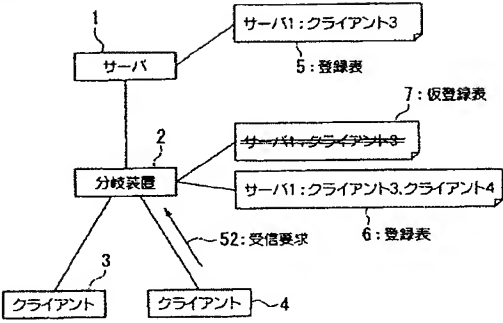 1
サーバ1:クライアント3
サーバ
5:登録表
7:仮登録表
2
サーバ1:クライアント3
分岐装置
サーバ1:クライアント3,クライアント4
52:受信要求
6:登録表
3
クライアント
クライアント
4